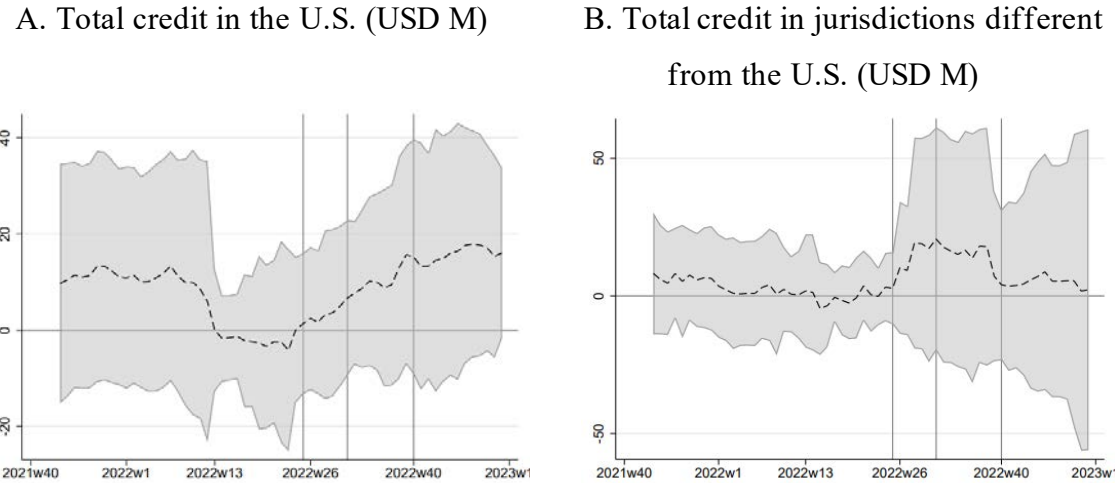 A. Total credit in the U.S. (USD M)
B. Total credit in jurisdictions different
from the U.S. (USD M)
40
20
0
-20
2021w40 2022w1 2022w13 2022w26 2022w40 2023w1
50
0
-50
2021w40 2022w1 2022w13 2022w26 2022w40 2023w1